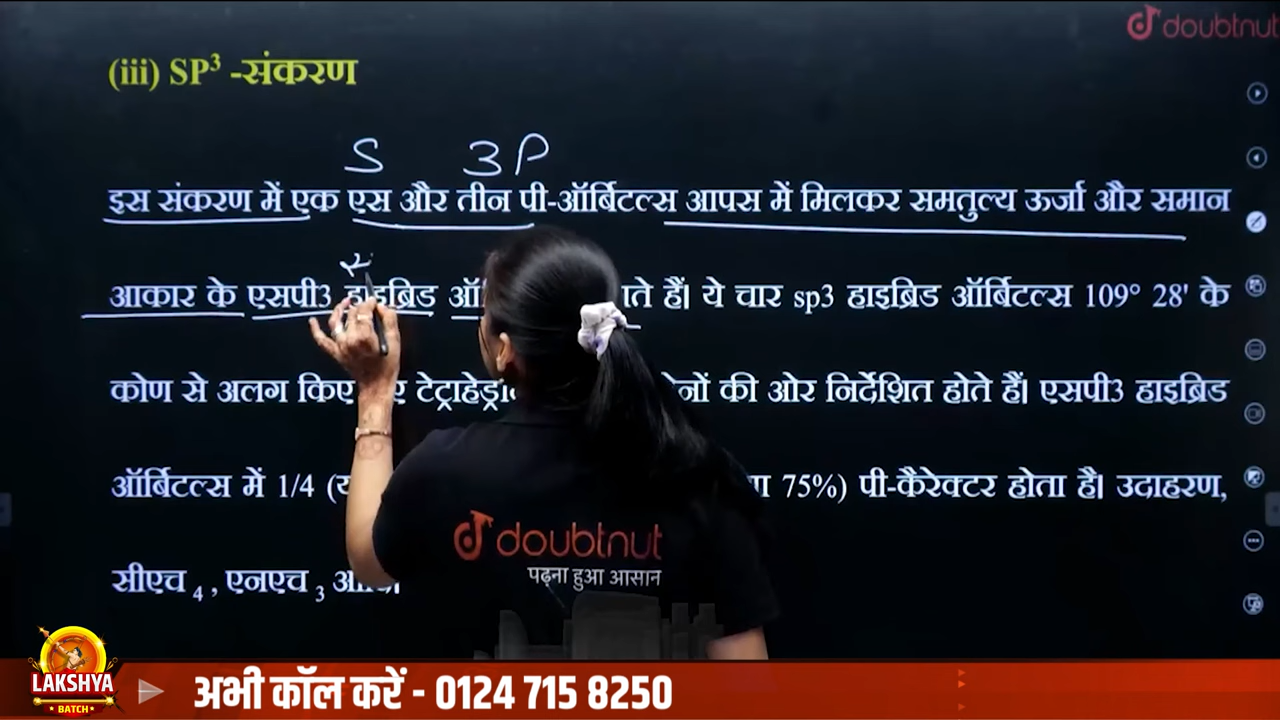 doubtnut
(iii) SP³ -संकरण
S 3P
इस संकरण में एक एस और तीन पी-ऑर्बिटल्स आपस में मिलकर समतुल्य ऊर्जा और समान
आकार के एसपी3 हाइब्रिड हैं। ये चार sp3 हाइब्रिड ऑर्बिटल्स 109° 28' के
कोण से अलग की ओर निर्देशित होते हैं। एसपी3 हाइब्रिड
ऑर्बिटल्स में 1/4 75%) पी-कैरेक्टर होता है। उदाहरण,
सीएच 4 , एनएच 3
doubtnut
पढ़ना हुआ आसान
LAKSHYA
BATCH
अभी कॉल करें - 0124 715 8250